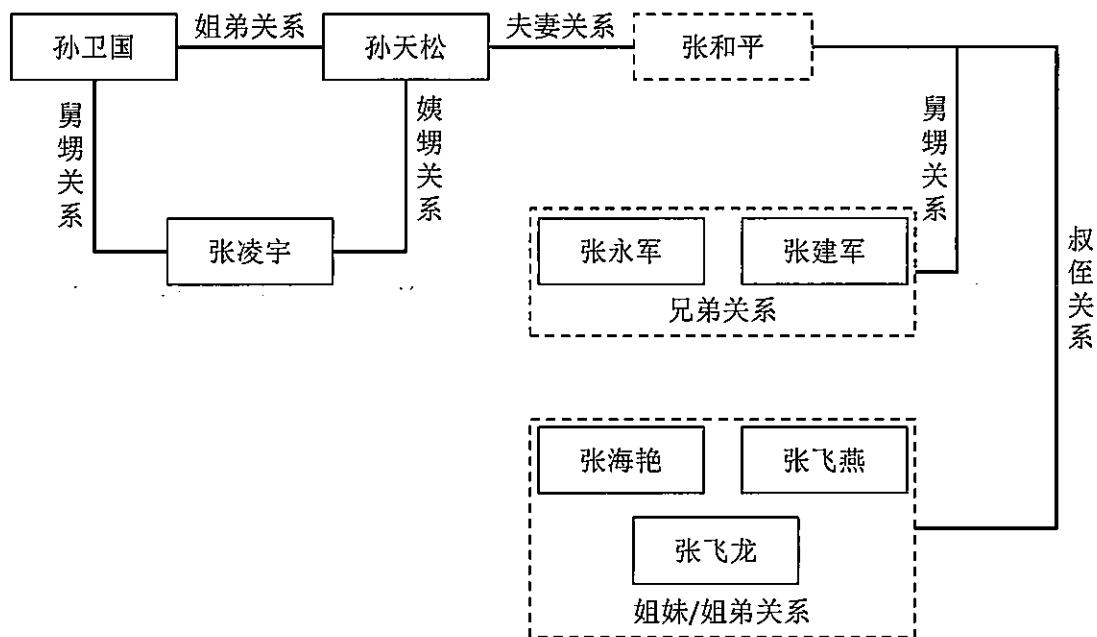 孙卫国
姐弟关系
孙天松
夫妻关系
张和平
舅甥关系
姨甥关系
舅甥关系
叔侄关系
张凌宇
张永军
张建军
兄弟关系
张海艳
张飞燕
张飞龙
姐妹/姐弟关系